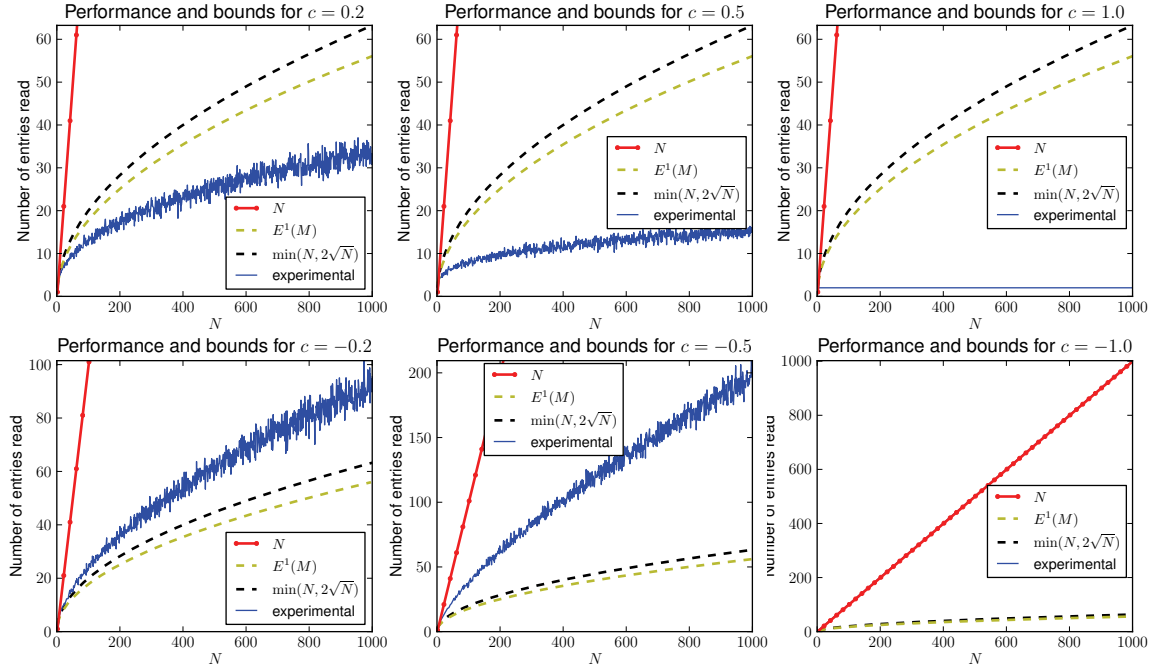 Performance and bounds for c = 0.2
Number of entries read
60
50
40
30
20
10
0
0 200 400 600 800 1000
N
N
E¹(M)
min(N, 2√N)
experimental
Performance and bounds for c = 0.5
Number of entries read
60
50
40
30
20
10
0
0 200 400 600 800 1000
N
N
E¹(M)
min(N, 2√N)
experimental
Performance and bounds for c = 1.0
Number of entries read
60
50
40
30
20
10
0
0 200 400 600 800 1000
N
N
E¹(M)
min(N, 2√N)
experimental
Performance and bounds for c = −0.2
Number of entries read
100
80
60
40
20
0
0 200 400 600 800 1000
N
N
E¹(M)
min(N, 2√N)
experimental
Performance and bounds for c = −0.5
Number of entries read
200
150
100
50
0
0 200 400 600 800 1000
N
N
E¹(M)
min(N, 2√N)
experimental
Performance and bounds for c = −1.0
Number of entries read
1000
800
600
400
200
0
0 200 400 600 800 1000
N
N
E¹(M)
min(N, 2√N)
experimental